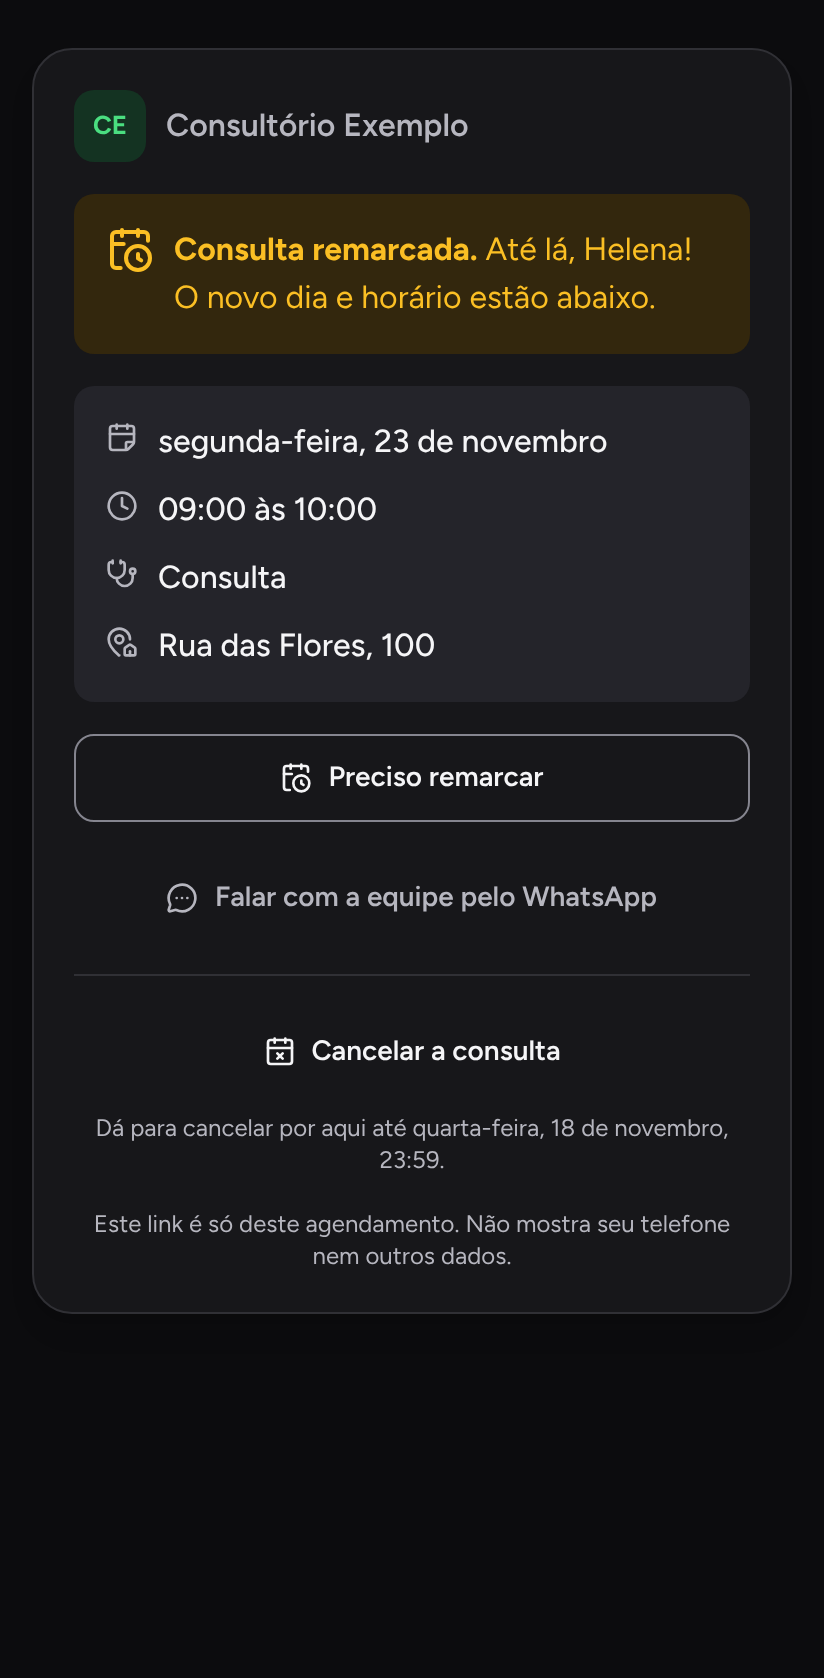 CE
Consultório Exemplo
Consulta remarcada. Até lá, Helena!
O novo dia e horário estão abaixo.
segunda-feira, 23 de novembro
09:00 às 10:00
Consulta
Rua das Flores, 100
Preciso remarcar
Falar com a equipe pelo WhatsApp
Cancelar a consulta
Dá para cancelar por aqui até quarta-feira, 18 de novembro,
23:59.
Este link é só deste agendamento. Não mostra seu telefone
nem outros dados.